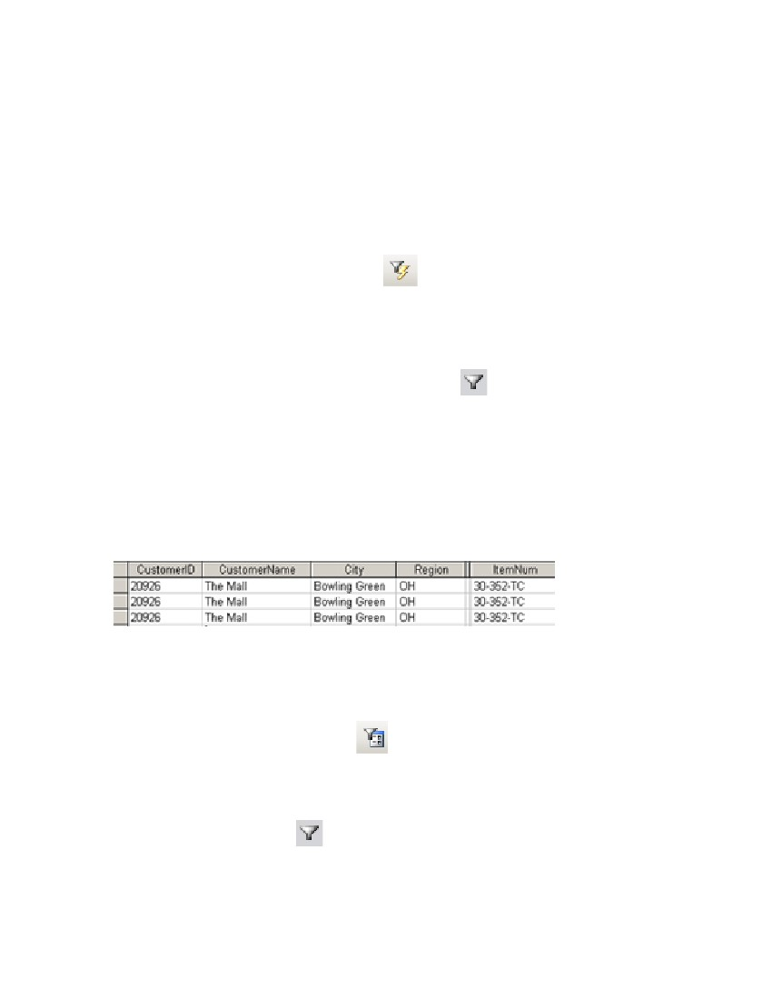 CustomerID CustomerName City Region ItemNum
20926 The Mall Bowling Green OH 30-352-TC
20926 The Mall Bowling Green OH 30-352-TC
20926 The Mall Bowling Green OH 30-352-TC